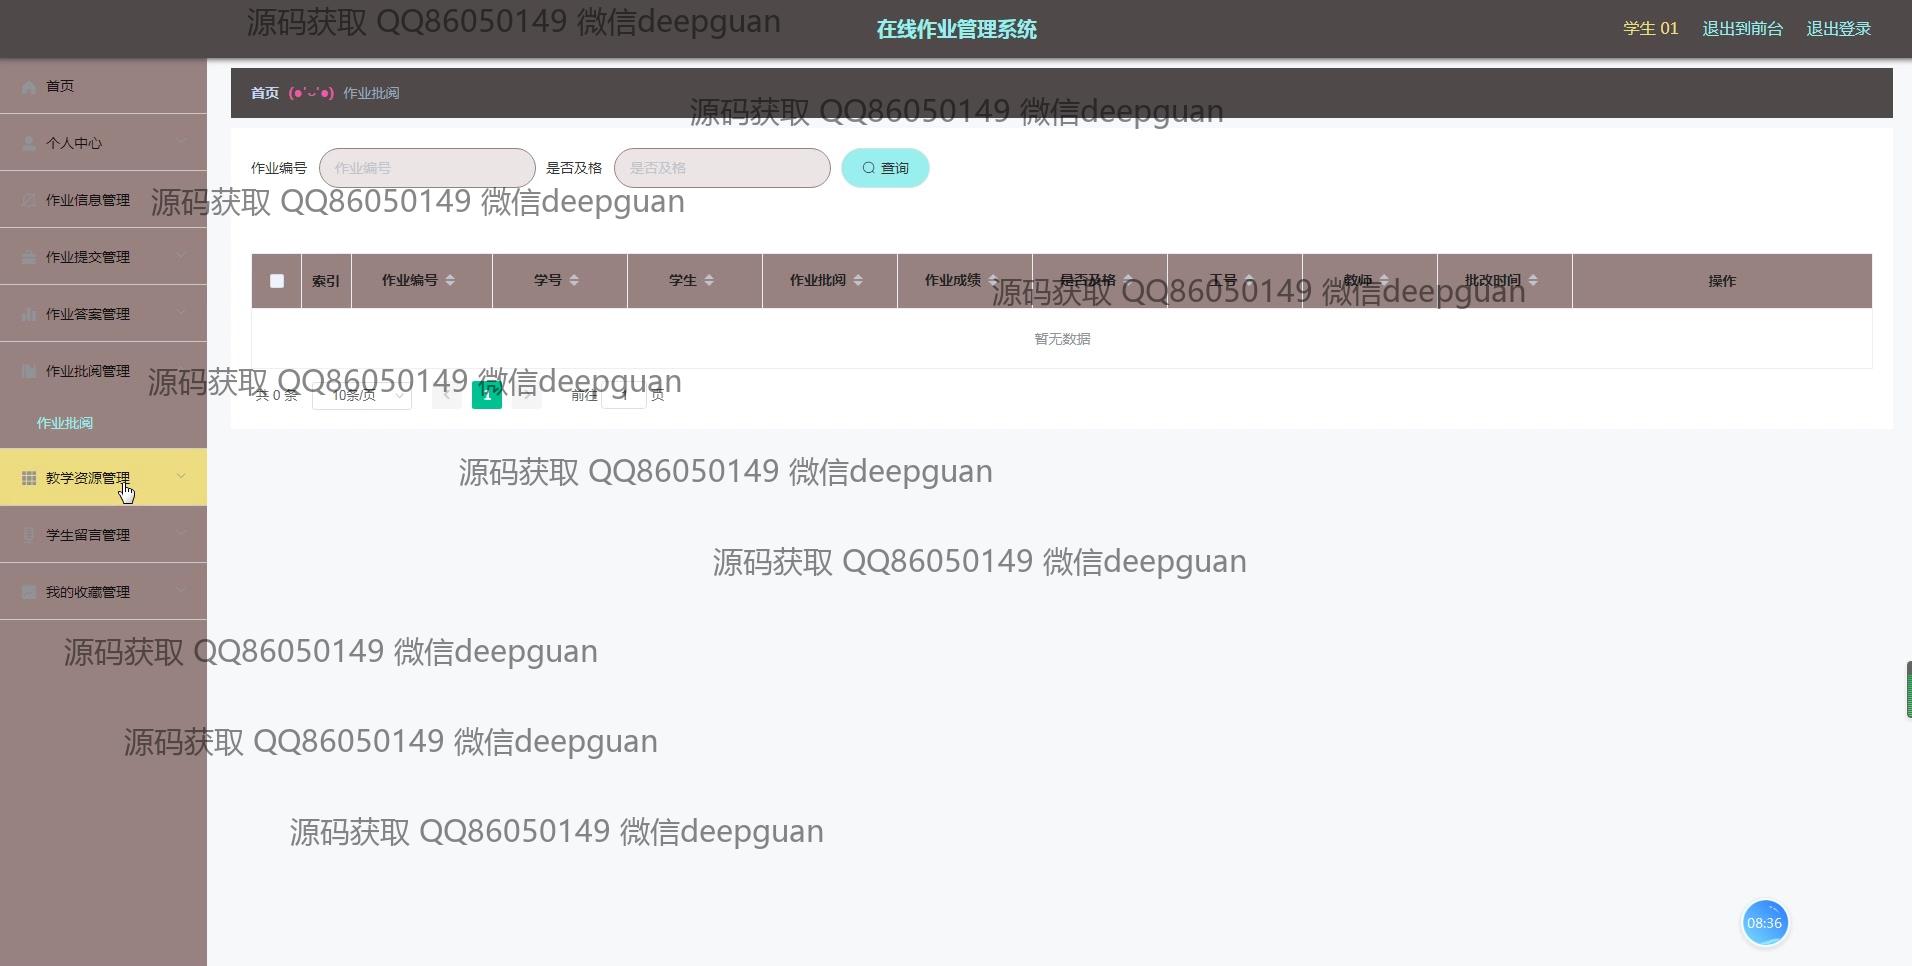 源码获取 QQ86050149 微信deepguan
在线作业管理系统
学生 01 退出到前台 退出登录
首页
个人中心
作业信息管理
作业提交管理
作业答案管理
作业批阅管理
作业批阅
教学资源管理
学生留言管理
我的收藏管理
首页 (●'ᴗ'●) 作业批阅
源码获取 QQ86050149 微信deepguan
作业编号 作业编号 是否及格 是否及格 查询
源码获取 QQ86050149 微信deepguan
索引 作业编号 学号 学生 作业批阅 作业成绩 是否及格 工号 教师 批改时间 操作
源码获取 QQ86050149 微信deepguan
暂无数据
源码获取 QQ86050149 微信deepguan
共 0 条 10条/页 1 前往 1 页
源码获取 QQ86050149 微信deepguan
源码获取 QQ86050149 微信deepguan
源码获取 QQ86050149 微信deepguan
源码获取 QQ86050149 微信deepguan
源码获取 QQ86050149 微信deepguan
08:36